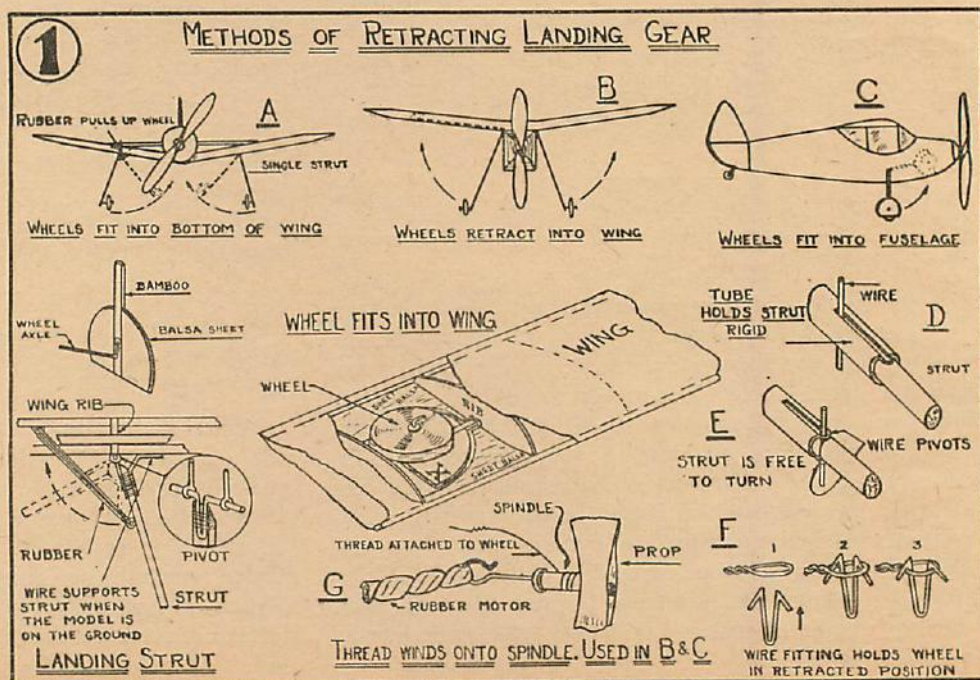 1
METHODS OF RETRACTING LANDING GEAR
A
RUBBER PULLS UP WHEEL
SINGLE STRUT
WHEELS FIT INTO BOTTOM OF WING
B
WHEELS RETRACT INTO WING
C
WHEELS FIT INTO FUSELAGE
BAMBOO
WHEEL
AXLE
BALSA SHEET
WING RIB
RUBBER
PIVOT
WIRE SUPPORTS
STRUT WHEN
THE MODEL IS
ON THE GROUND
STRUT
LANDING STRUT
WHEEL FITS INTO WING
WHEEL
WING
SHEET BALSA
RIB
SHEET BALSA
TUBE
HOLDS STRUT
RIGID
WIRE
D
STRUT
E
WIRE PIVOTS
STRUT IS FREE
TO TURN
SPINDLE
THREAD ATTACHED TO WHEEL
PROP
G
RUBBER MOTOR
THREAD WINDS ONTO SPINDLE. USED IN B & C
F
1 2 3
WIRE FITTING HOLDS WHEEL
IN RETRACTED POSITION